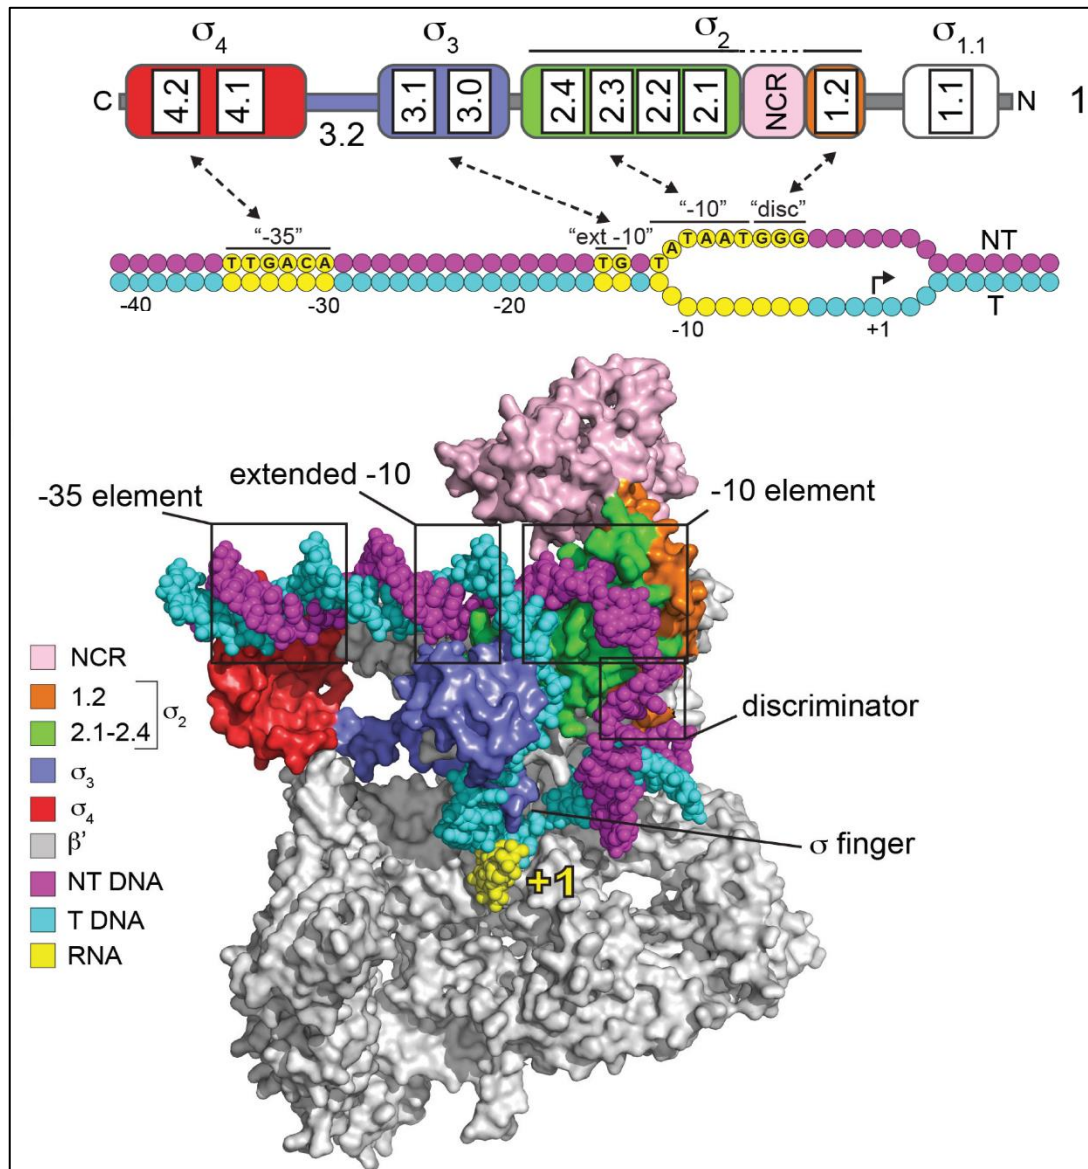 σ4 σ3 σ2 σ1.1
C 4.2 4.1 3.2 3.1 3.0 2.4 2.3 2.2 2.1 NCR 1.2 1.1 N 1
“-35” “ext -10” “-10” “disc”
T T G A C A T G T A T A A T G G G NT
T
-40 -30 -20 -10 +1
extended -10
-35 element
-10 element
NCR
1.2
2.1-2.4
σ2
σ3
σ4
β'
NT DNA
T DNA
RNA
discriminator
σ finger
+1